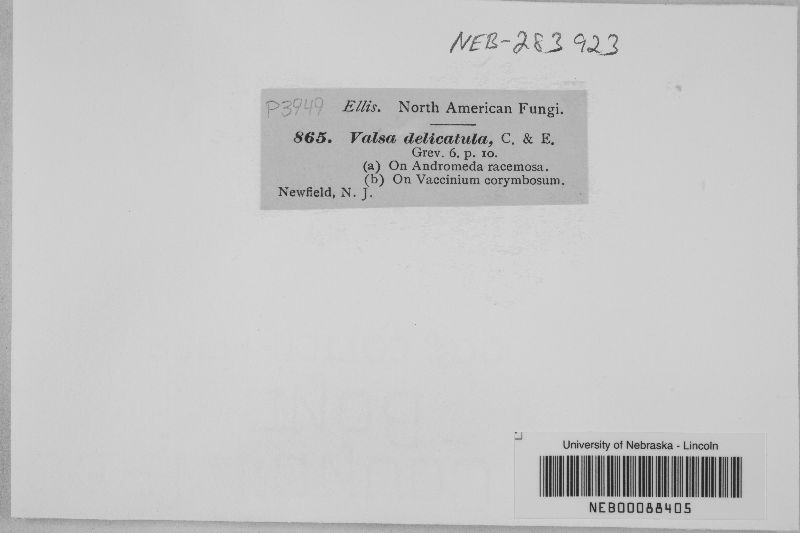 NEB-283923
P3949 Ellis. North American Fungi.
865. Valsa delicatula, C. & E.
Grev. 6, p. 10.
(a) On Andromeda racemosa.
(b) On Vaccinium corymbosum.
Newfield, N. J.
University of Nebraska - Lincoln
NEB00088405